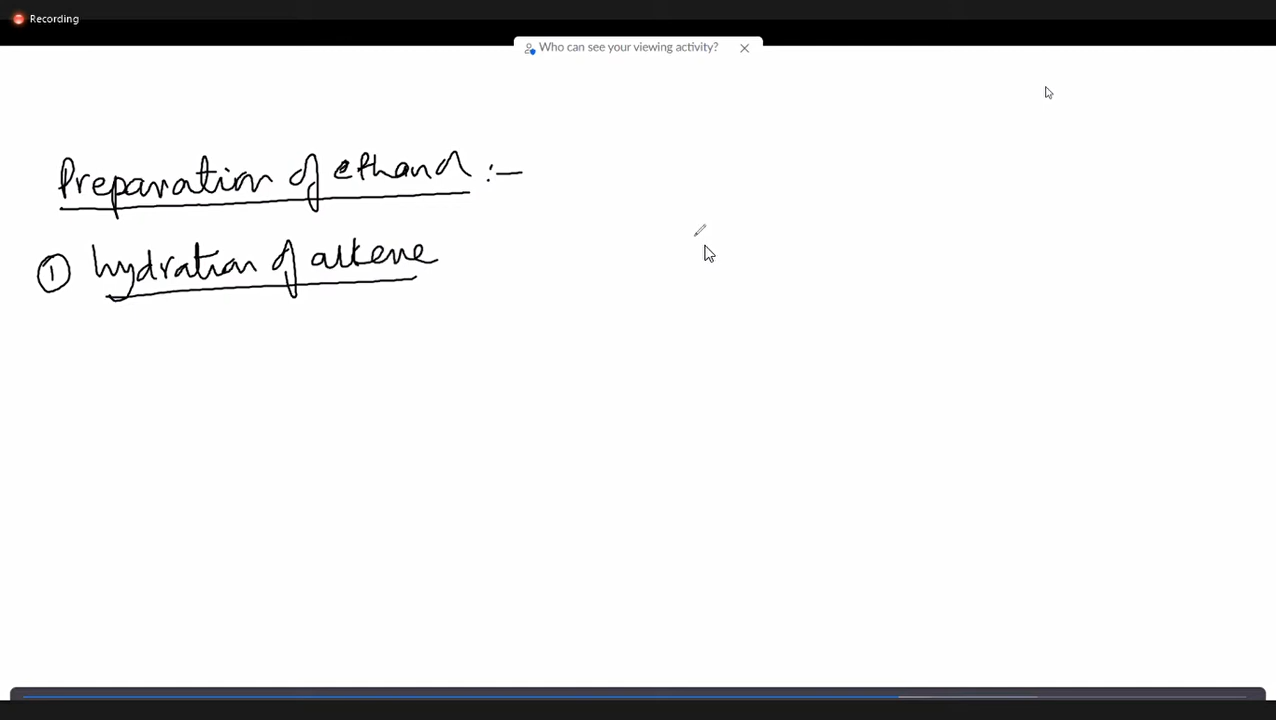 Recording
Who can see your viewing activity?
Preparation of ethanol :-
① hydration of alkene